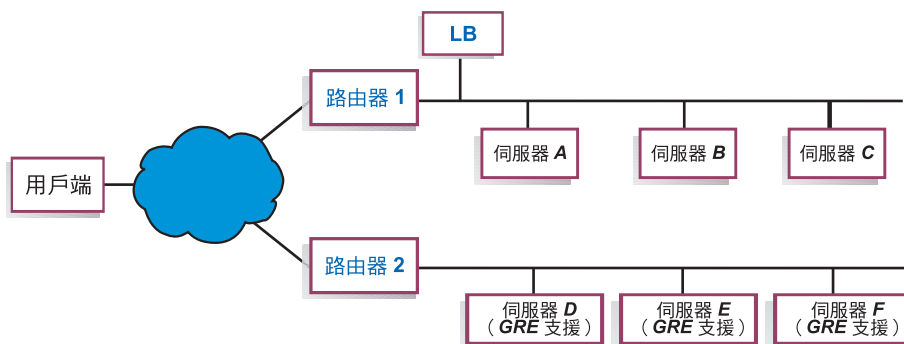 LB
路由器 1
伺服器 A
伺服器 B
伺服器 C
用戶端
路由器 2
伺服器 D
（GRE 支援）
伺服器 E
（GRE 支援）
伺服器 F
（GRE 支援）